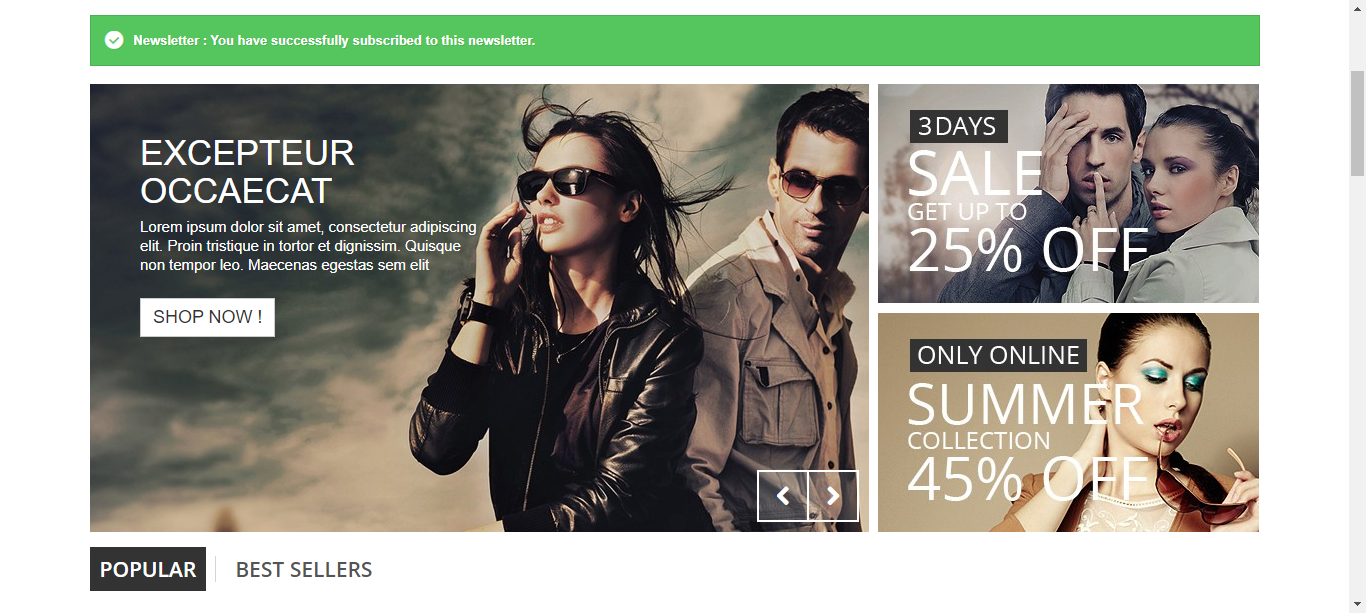 Newsletter : You have successfully subscribed to this newsletter.
EXCEPTEUR
OCCAECAT
Lorem ipsum dolor sit amet, consectetur adipiscing
elit. Proin tristique in tortor et dignissim. Quisque
non tempor leo. Maecenas egestas sem elit
SHOP NOW !
3DAYS
SALE
GET UP TO
25% OFF
ONLY ONLINE
SUMMER
COLLECTION
45% OFF
POPULAR
BEST SELLERS